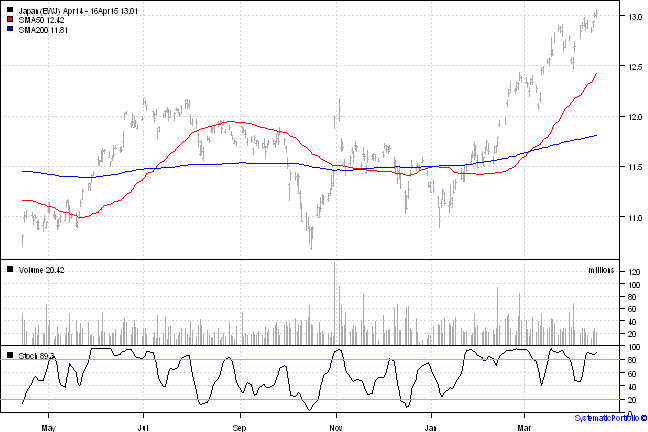 Japan (EWJ) Apr14 - 16Apr15 13.01
SMA50 12.42
SMA200 11.81
13.0
12.5
12.0
11.5
11.0
Volume 20.42
millions
120
100
80
60
40
20
Stoch 89.3
100
80
60
40
20
0
May
Jul
Sep
Nov
Jan
Mar
SystematicPortfolio ©